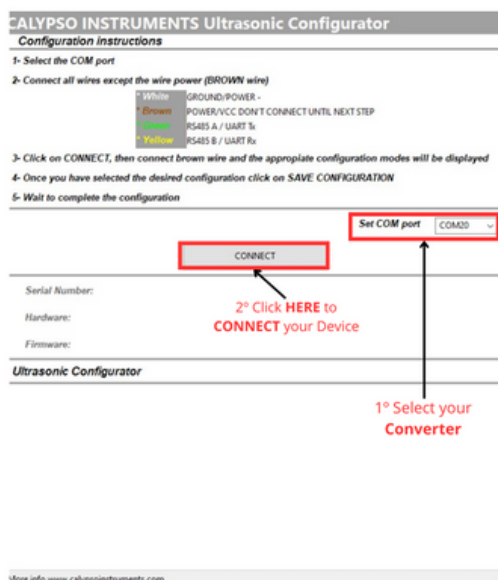 CALYPSO INSTRUMENTS Ultrasonic Configurator
Configuration instructions
1- Select the COM port
2- Connect all wires except the wire power (BROWN wire)
* White GROUND/POWER -
* Brown POWER/VCC DON'T CONNECT UNTIL NEXT STEP
* Green RS485 A / UART Tx
* Yellow RS485 B / UART Rx
3- Click on CONNECT, then connect brown wire and the appropiate configuration modes will be displayed
4- Once you have selected the desired configuration click on SAVE CONFIGURATION
5- Wait to complete the configuration
Set COM port COM20
CONNECT
Serial Number:
2º Click HERE to
CONNECT your Device
Hardware:
Firmware:
Ultrasonic Configurator
1º Select your
Converter
More info www.calypsoinstruments.com